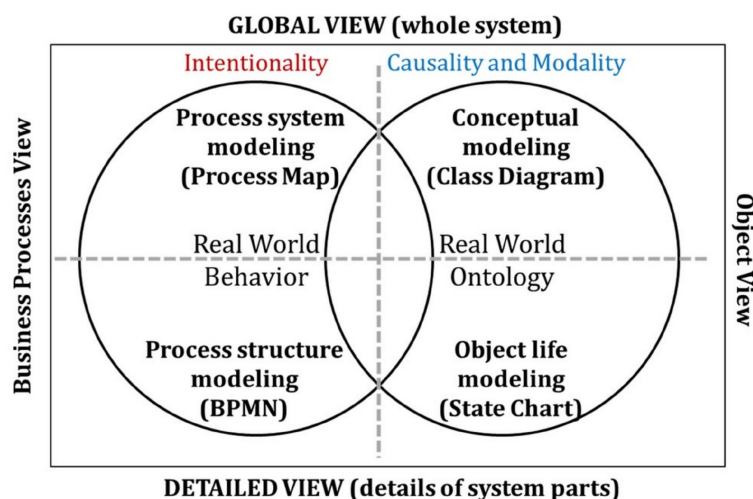 GLOBAL VIEW (whole system)
Intentionality
Causality and Modality
Process system
modeling
(Process Map)
Conceptual
modeling
(Class Diagram)
Business Processes View
Object View
Real World
Behavior
Real World
Ontology
Process structure
modeling
(BPMN)
Object life
modeling
(State Chart)
DETAILED VIEW (details of system parts)